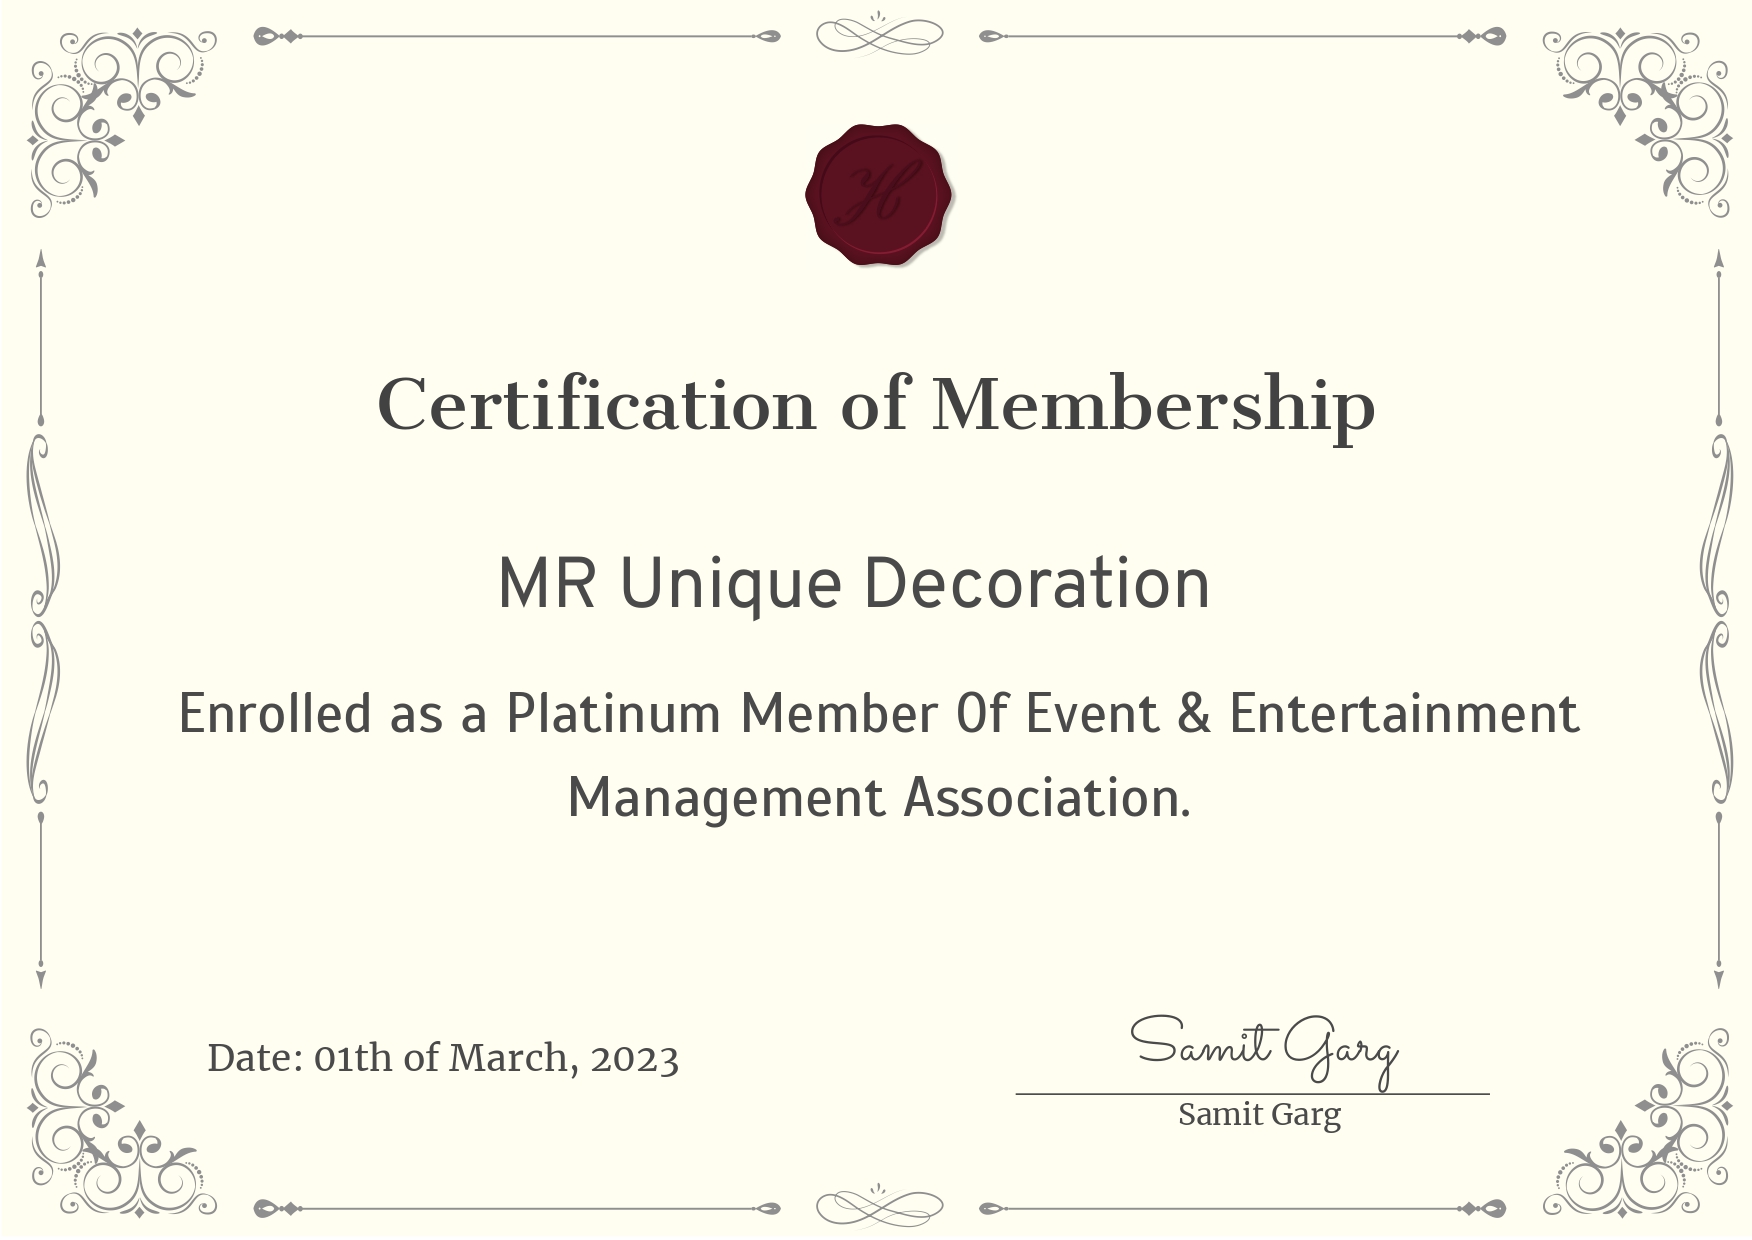 H
Certification of Membership
MR Unique Decoration
Enrolled as a Platinum Member Of Event & Entertainment
Management Association.
Date: 01th of March, 2023
Samit Garg
Samit Garg